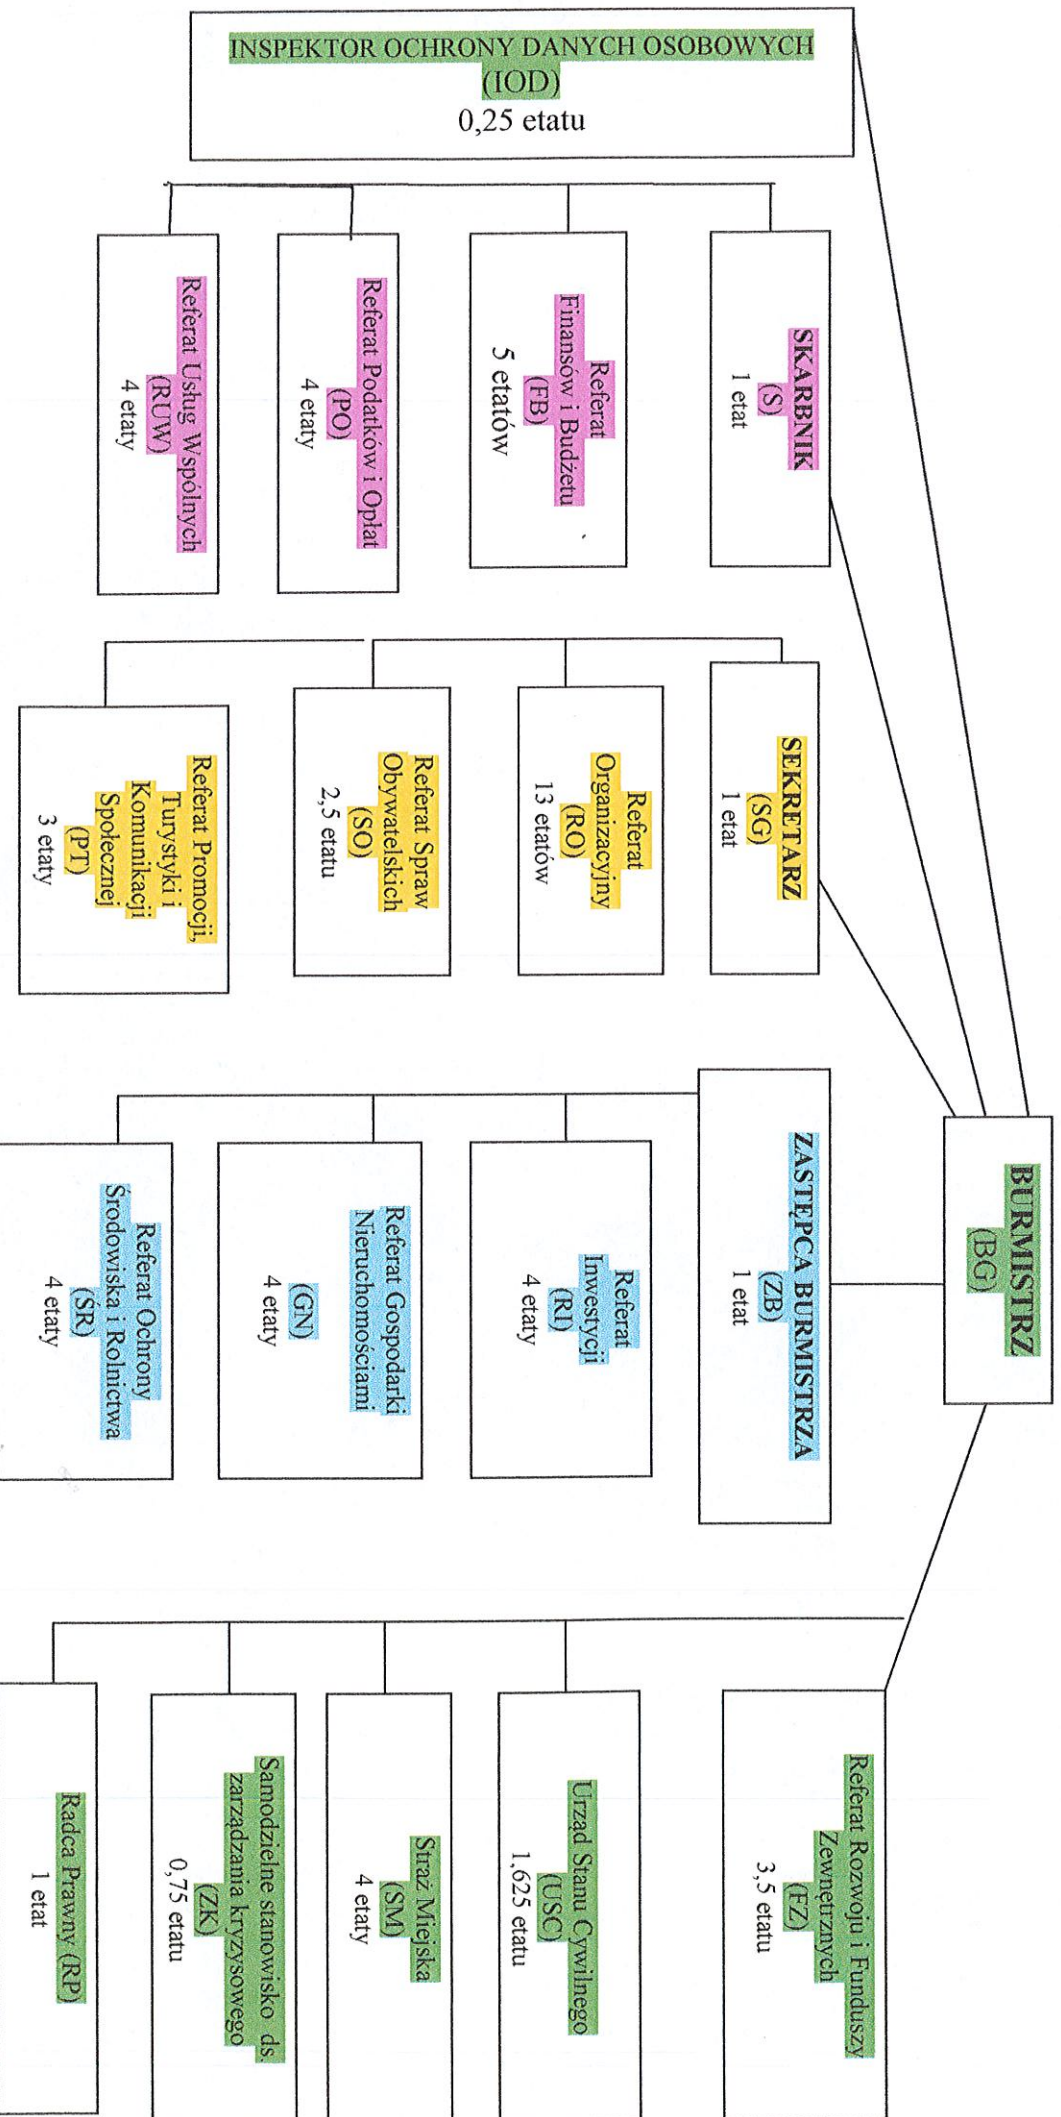 BURMISTRZ
(BG)
INSPEKTOR OCHRONY DANYCH OSOBOWYCH
(IOD)
0,25 etatu
SKARBNIK
(S)
1 etat
Referat
Finansów i Budżetu
(FB)
5 etatów
Referat Podatków i Opłat
(PO)
4 etaty
Referat Usług Wspólnych
(RUW)
4 etaty
SEKRETARZ
(SG)
1 etat
Referat
Organizacyjny
(RO)
13 etatów
Referat Spraw
Obywatelskich
(SO)
2,5 etatu
Referat Promocji,
Turystyki i
Komunikacji
Społecznej
(PT)
3 etaty
ZASTĘPCA BURMISTRZA
(ZB)
1 etat
Referat
Inwestycji
(RI)
4 etaty
Referat Gospodarki
Nieruchomościami
(GN)
4 etaty
Referat Ochrony
Środowiska i Rolnictwa
(ŚR)
4 etaty
Referat Rozwoju i Funduszy
Zewnętrznych
(FZ)
3,5 etatu
Urząd Stanu Cywilnego
(USC)
1,625 etatu
Straż Miejska
(SM)
4 etaty
Samodzielne stanowisko ds.
zarządzania kryzysowego
(ZK)
0,75 etatu
Radca Prawny (RP)
1 etat